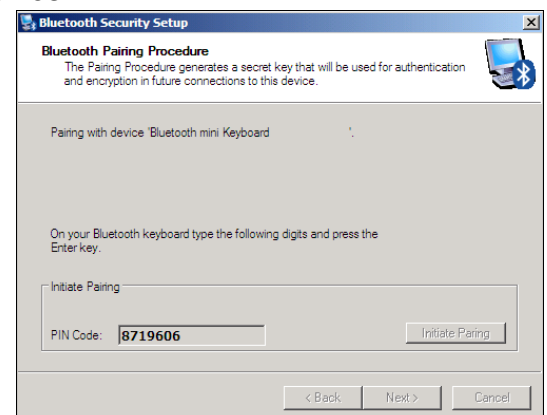 Bluetooth Security Setup
Bluetooth Pairing Procedure
The Pairing Procedure generates a secret key that will be used for authentication
and encryption in future connections to this device.
Pairing with device 'Bluetooth mini Keyboard '.
On your Bluetooth keyboard type the following digits and press the
Enter key.
Initiate Pairing
PIN Code: 8719606 Initiate Paring
< Back Next > Cancel